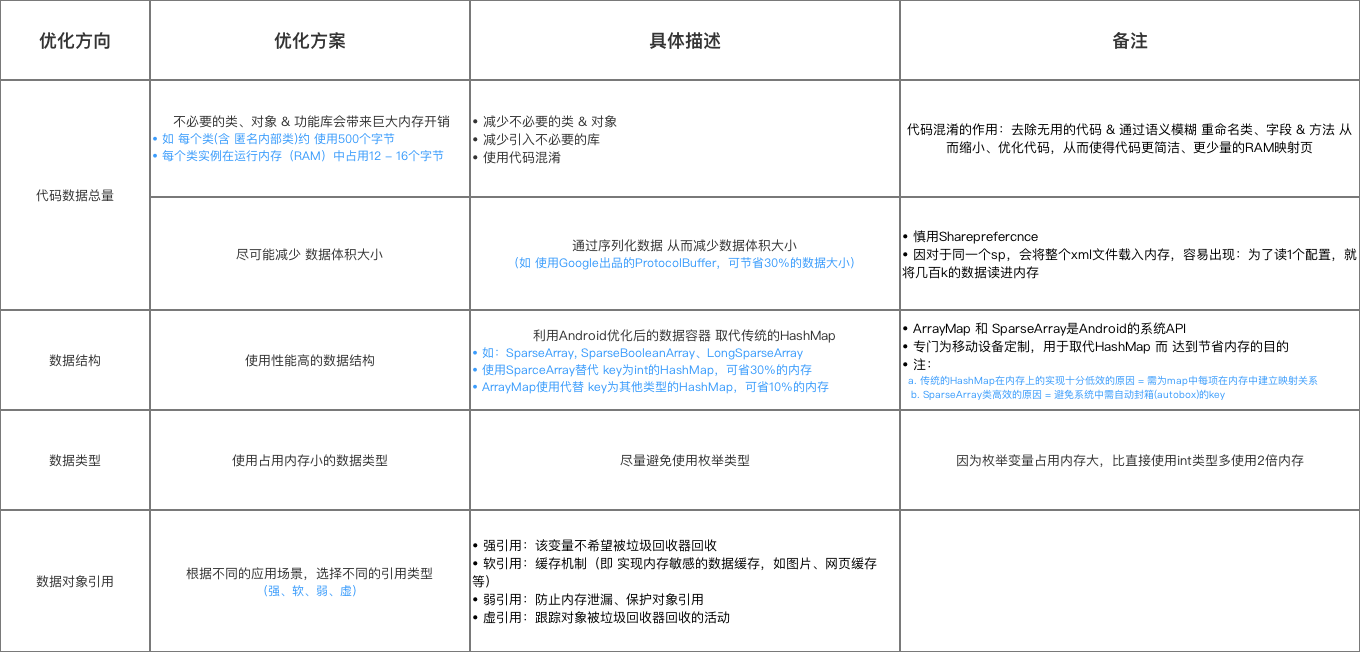 优化方向
优化方案
具体描述
备注
代码数据总量
不必要的类、对象 & 功能库会带来巨大内存开销
• 如 每个类(含 匿名内部类)约 使用500个字节
• 每个类实例在运行内存（RAM）中占用12 – 16个字节
• 减少不必要的类 & 对象
• 减少引入不必要的库
• 使用代码混淆
代码混淆的作用：去除无用的代码 & 通过语义模糊 重命名类、字段 & 方法 从
而缩小、优化代码，从而使得代码更简洁、更少量的RAM映射页
尽可能减少 数据体积大小
通过序列化数据 从而减少数据体积大小
（如 使用Google出品的ProtocolBuffer，可节省30%的数据大小）
• 慎用Shareprefercnce
• 因对于同一个sp，会将整个xml文件载入内存，容易出现：为了读1个配置，就
将几百k的数据读进内存
数据结构
使用性能高的数据结构
利用Android优化后的数据容器 取代传统的HashMap
• 如：SparseArray, SparseBooleanArray、LongSparseArray
• 使用SparceArray替代 key为int的HashMap，可省30%的内存
• ArrayMap使用代替 key为其他类型的HashMap，可省10%的内存
• ArrayMap 和 SparseArray是Android的系统API
• 专门为移动设备定制，用于取代HashMap 而 达到节省内存的目的
• 注：
a. 传统的HashMap在内存上的实现十分低效的原因 = 需为map中每项在内存中建立映射关系
b. SparseArray类高效的原因 = 避免系统中需自动封箱(autobox)的key
数据类型
使用占用内存小的数据类型
尽量避免使用枚举类型
因为枚举变量占用内存大，比直接使用int类型多使用2倍内存
数据对象引用
根据不同的应用场景，选择不同的引用类型
（强、软、弱、虚）
• 强引用：该变量不希望被垃圾回收器回收
• 软引用：缓存机制（即 实现内存敏感的数据缓存，如图片、网页缓存
等）
• 弱引用：防止内存泄漏、保护对象引用
• 虚引用：跟踪对象被垃圾回收器回收的活动